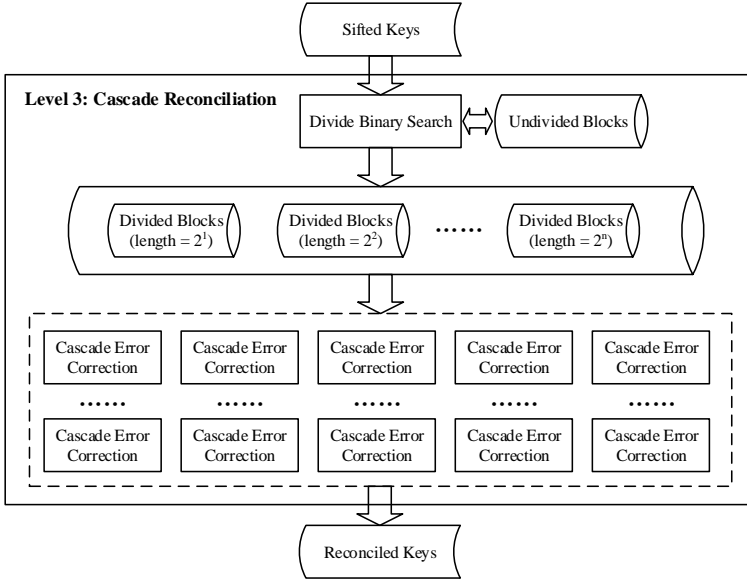 Sifted Keys
Level 3: Cascade Reconciliation
Divide Binary Search
Undivided Blocks
Divided Blocks
(length = 2¹)
Divided Blocks
(length = 2²)
……
Divided Blocks
(length = 2ⁿ)
Cascade Error
Correction
Cascade Error
Correction
Cascade Error
Correction
Cascade Error
Correction
Cascade Error
Correction
……
……
……
……
……
Cascade Error
Correction
Cascade Error
Correction
Cascade Error
Correction
Cascade Error
Correction
Cascade Error
Correction
Reconciled Keys